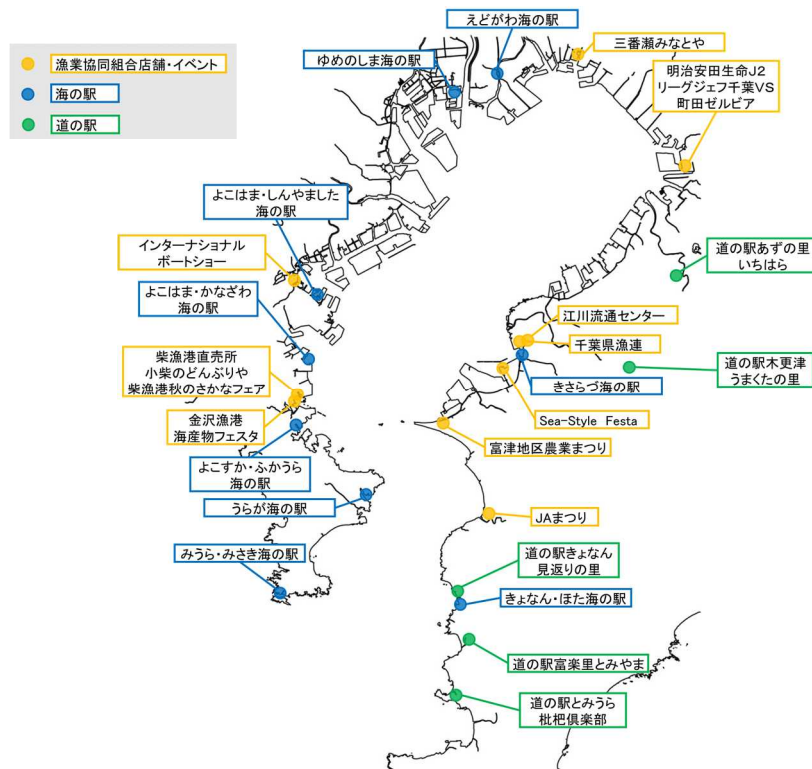 漁業協同組合店舗・イベント
海の駅
道の駅
えどがわ海の駅
ゆめのしま海の駅
三番瀬みなとや
明治安田生命J2
リーグジェフ千葉VS
町田ゼルビア
よこはま・しんやました
海の駅
インターナショナル
ボートショー
よこはま・かなざわ
海の駅
柴漁港直売所
小柴のどんぶりや
柴漁港秋のさかなフェア
金沢漁港
海産物フェスタ
よこすか・ふかうら
海の駅
うらが海の駅
みうら・みさき海の駅
道の駅あずの里
いちはら
江川流通センター
千葉県漁連
きさらづ海の駅
道の駅木更津
うまくたの里
Sea-Style Festa
富津地区農業まつり
JAまつり
道の駅きょなん
見返りの里
きょなん・ほた海の駅
道の駅富楽里とみやま
道の駅とみうら
枇杷倶楽部